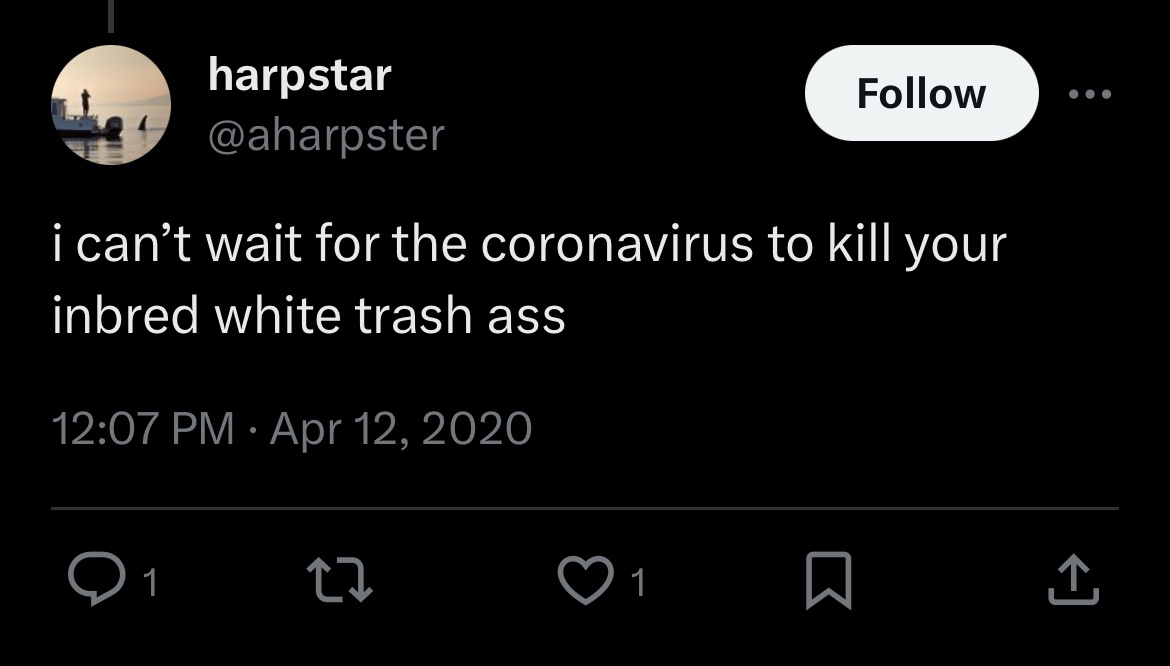 harpstar
@aharpster
Follow
i can’t wait for the coronavirus to kill your
inbred white trash ass
12:07 PM · Apr 12, 2020
1
1